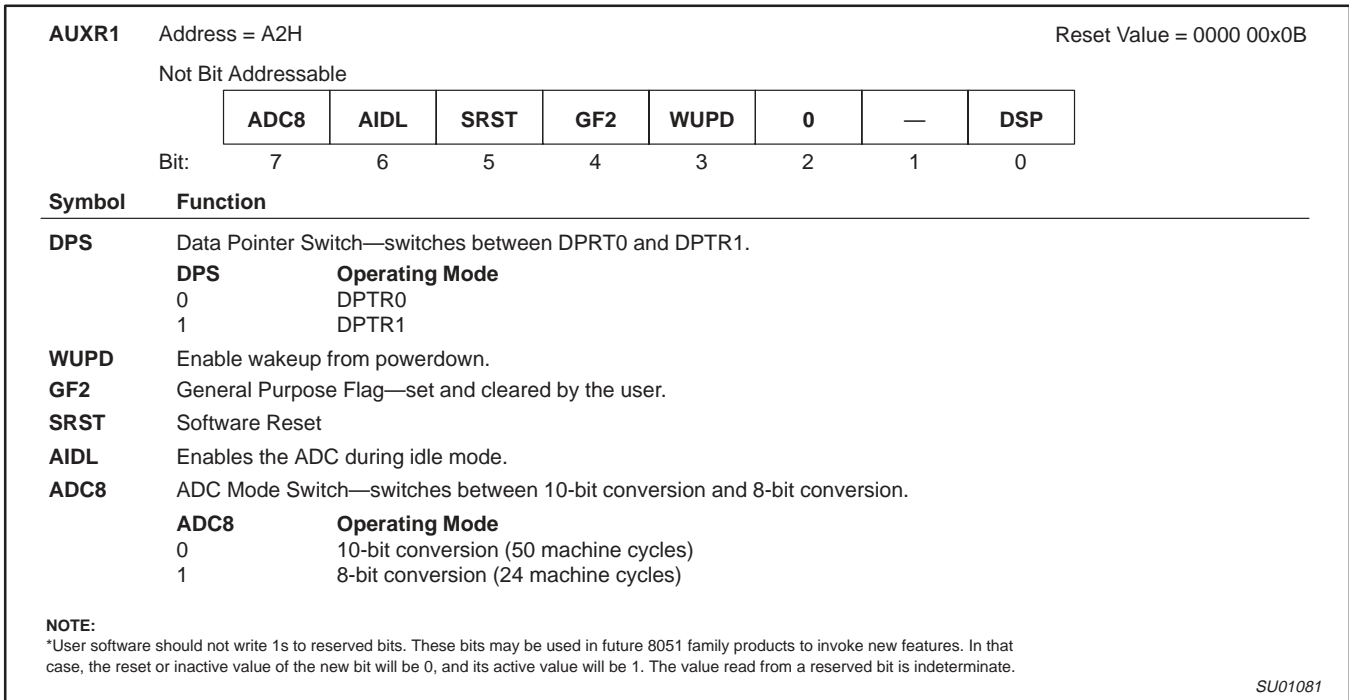 AUXR1 Address = A2H Reset Value = 0000 00x0B
Not Bit Addressable
ADC8 AIDL SRST GF2 WUPD 0 — DSP
Bit: 7 6 5 4 3 2 1 0
Symbol Function
DPS Data Pointer Switch—switches between DPRT0 and DPTR1.
DPS Operating Mode
0 DPTR0
1 DPTR1
WUPD Enable wakeup from powerdown.
GF2 General Purpose Flag—set and cleared by the user.
SRST Software Reset
AIDL Enables the ADC during idle mode.
ADC8 ADC Mode Switch—switches between 10-bit conversion and 8-bit conversion.
ADC8 Operating Mode
0 10-bit conversion (50 machine cycles)
1 8-bit conversion (24 machine cycles)
NOTE:
*User software should not write 1s to reserved bits. These bits may be used in future 8051 family products to invoke new features. In that
case, the reset or inactive value of the new bit will be 0, and its active value will be 1. The value read from a reserved bit is indeterminate.
SU01081